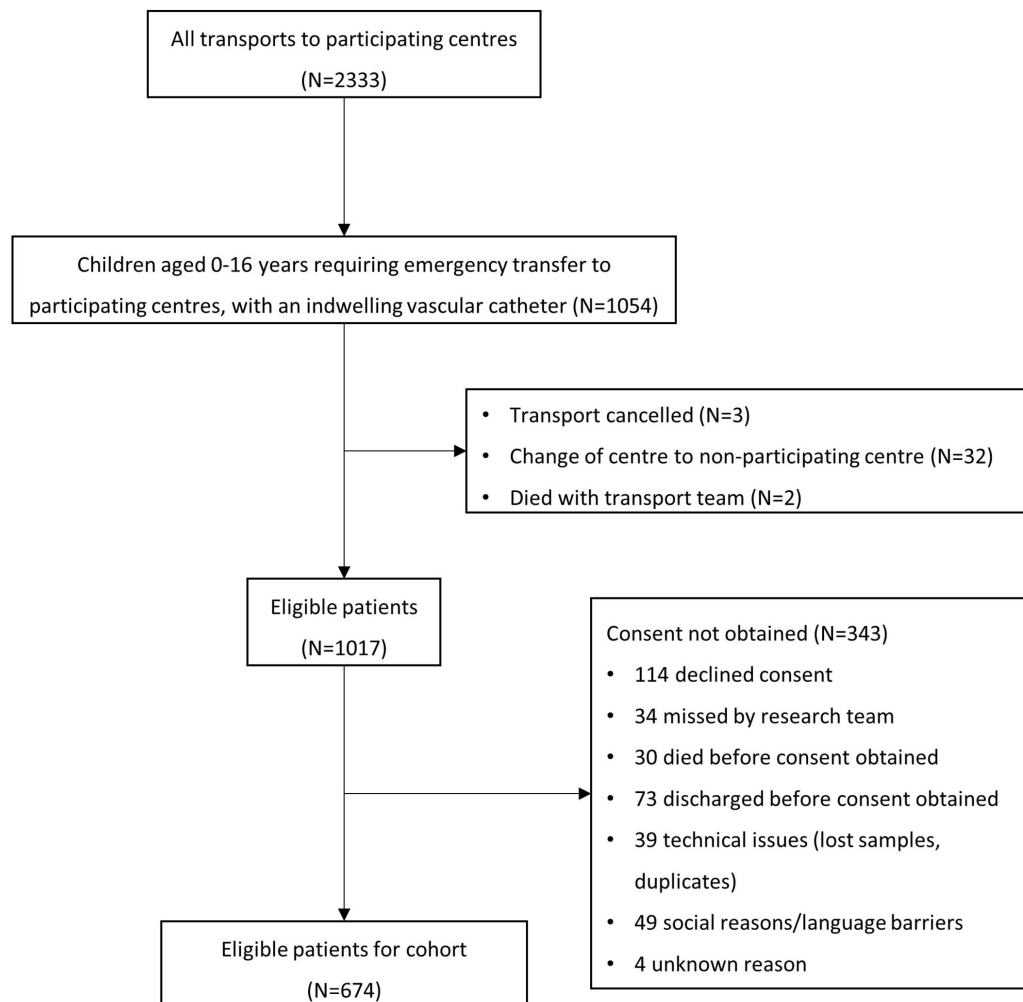 All transports to participating centres
(N=2333)
Children aged 0-16 years requiring emergency transfer to
participating centres, with an indwelling vascular catheter (N=1054)
• Transport cancelled (N=3)
• Change of centre to non-participating centre (N=32)
• Died with transport team (N=2)
Eligible patients
(N=1017)
Consent not obtained (N=343)
• 114 declined consent
• 34 missed by research team
• 30 died before consent obtained
• 73 discharged before consent obtained
• 39 technical issues (lost samples,
duplicates)
• 49 social reasons/language barriers
• 4 unknown reason
Eligible patients for cohort
(N=674)